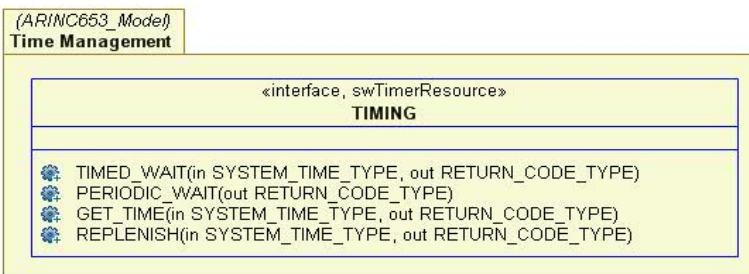 (ARINC653_Model)
Time Management
«interface, swTimerResource»
TIMING
TIMED_WAIT(in SYSTEM_TIME_TYPE, out RETURN_CODE_TYPE)
PERIODIC_WAIT(out RETURN_CODE_TYPE)
GET_TIME(in SYSTEM_TIME_TYPE, out RETURN_CODE_TYPE)
REPLENISH(in SYSTEM_TIME_TYPE, out RETURN_CODE_TYPE)